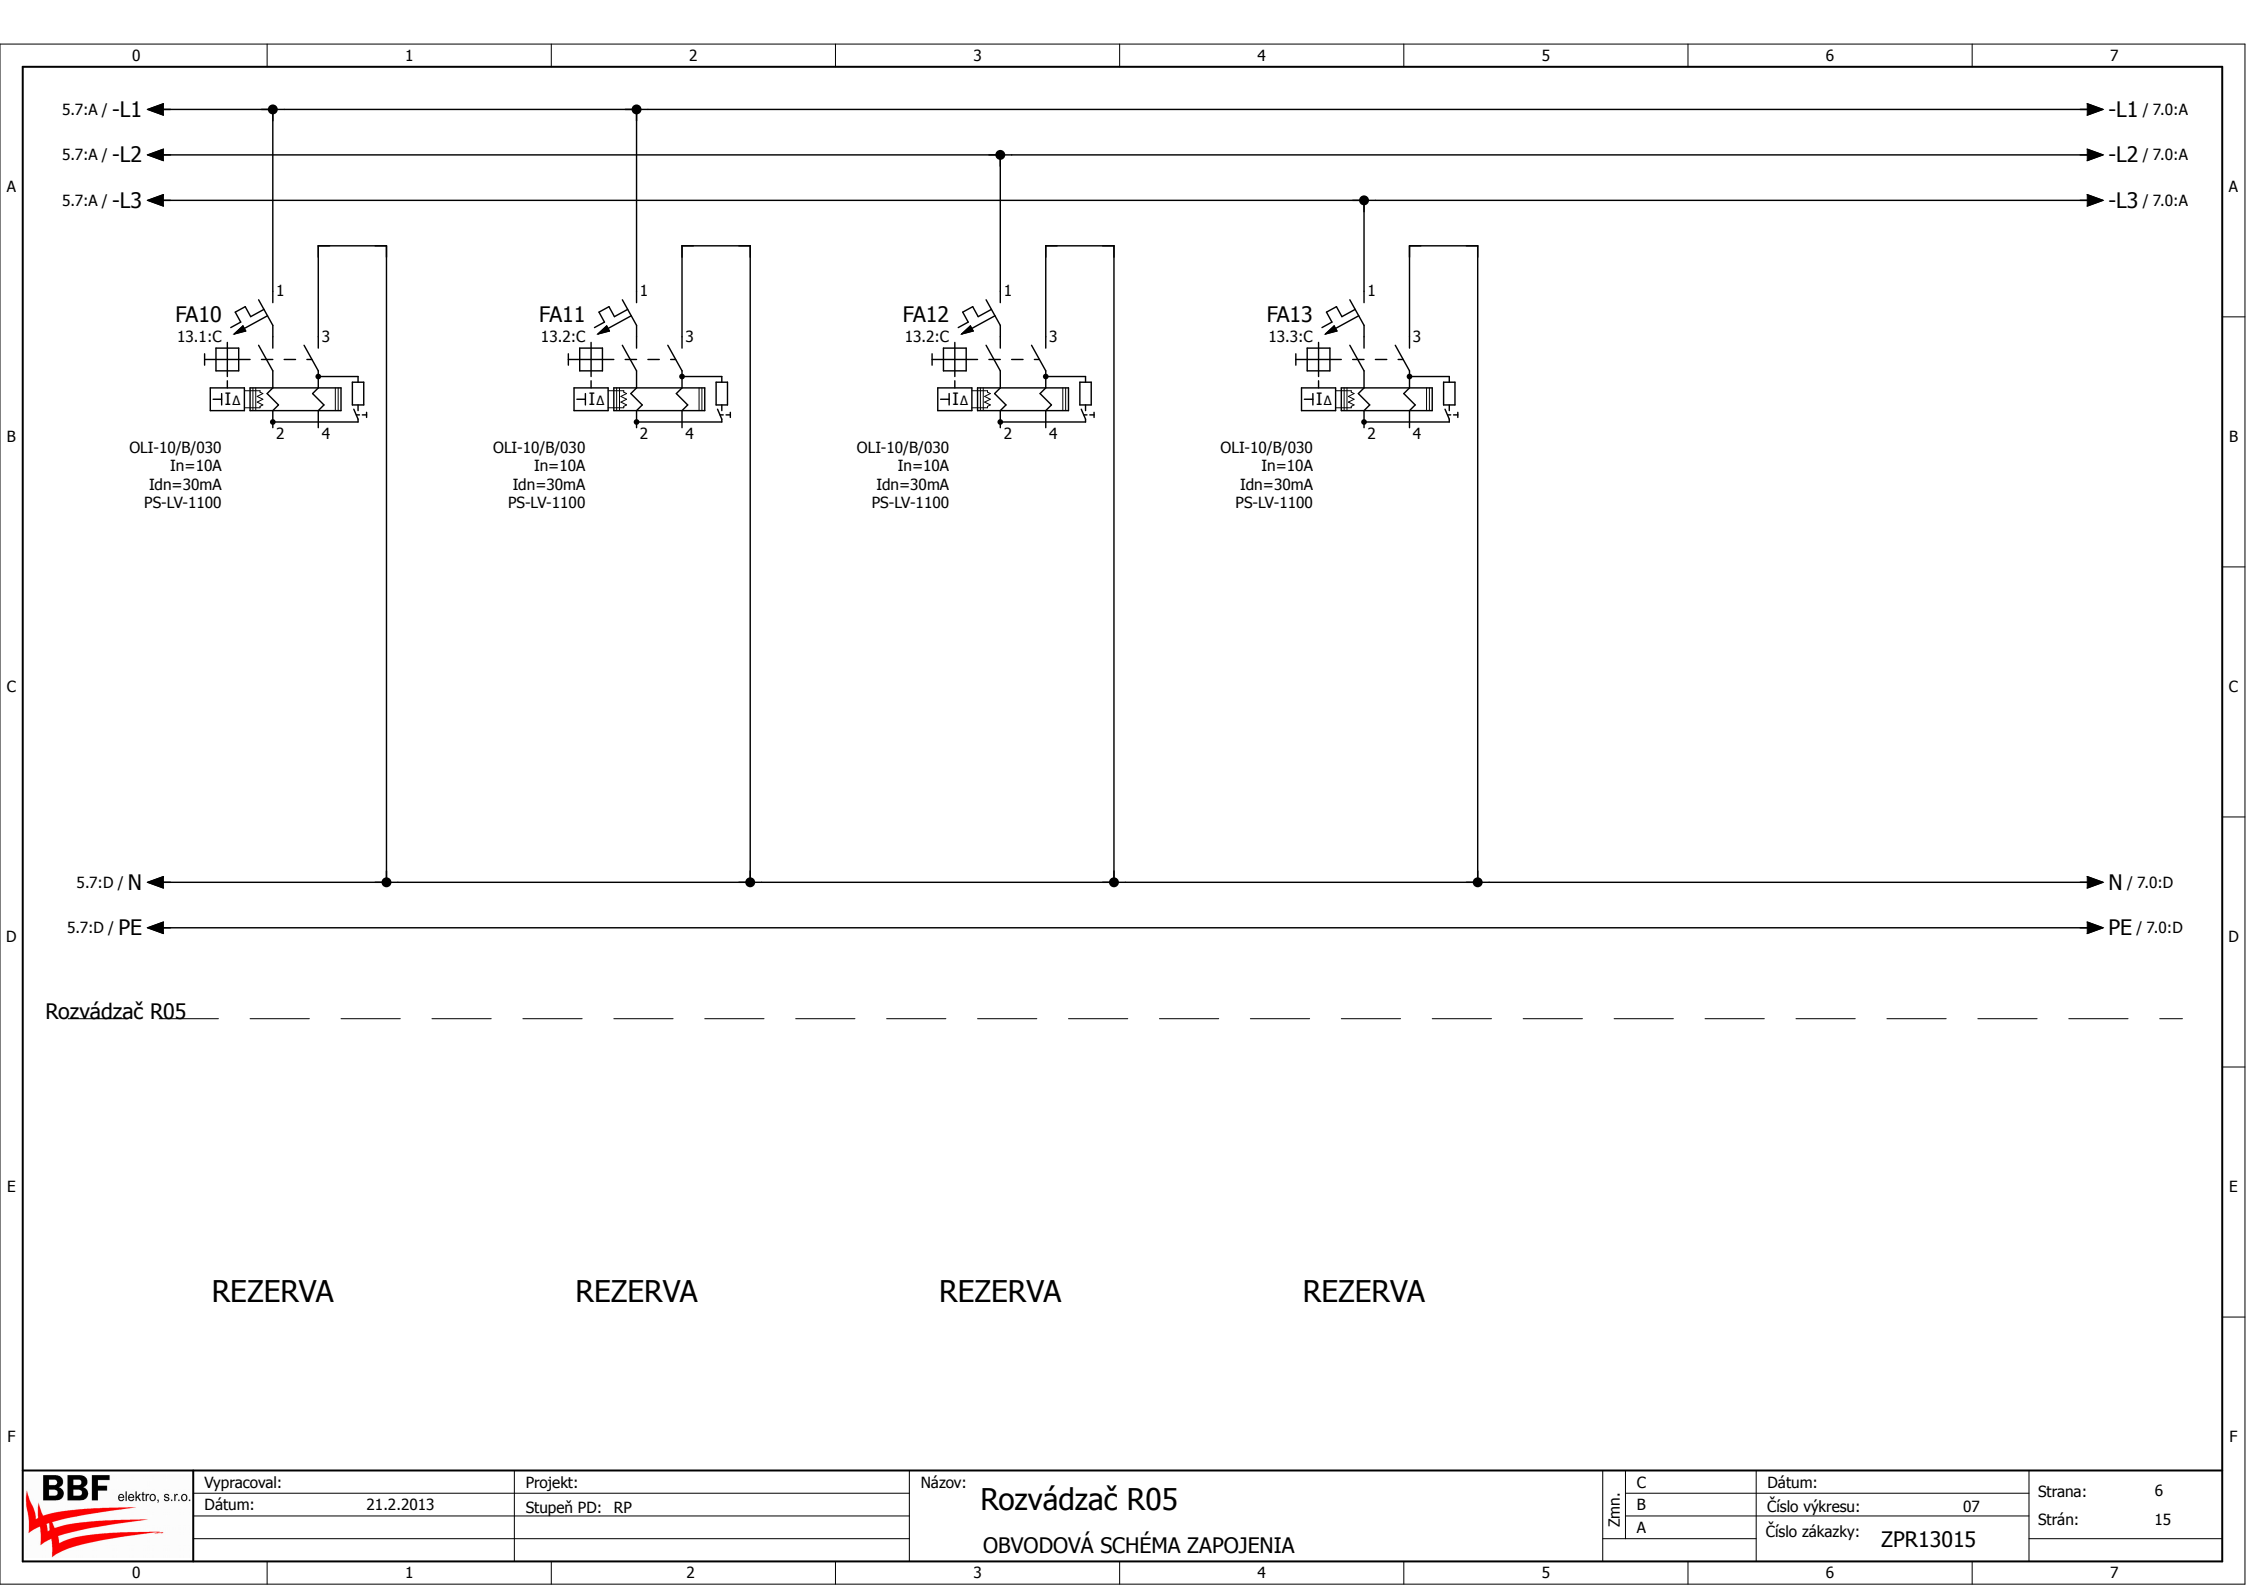 0 1 2 3 4 5 6 7
5.7:A / -L1 -L1 / 7.0:A
5.7:A / -L2 -L2 / 7.0:A
A A
5.7:A / -L3 -L3 / 7.0:A
1 1 1 1
FA10 FA11 FA12 FA13
13.1:C 3 13.2:C 3 13.2:C 3 13.3:C 3
⊣I∆ ⊣I∆ ⊣I∆ ⊣I∆
2 4 2 4 2 4 2 4
B B
OLI-10/B/030 OLI-10/B/030 OLI-10/B/030 OLI-10/B/030
In=10A In=10A In=10A In=10A
Idn=30mA Idn=30mA Idn=30mA Idn=30mA
PS-LV-1100 PS-LV-1100 PS-LV-1100 PS-LV-1100
C C
5.7:D / N N / 7.0:D
5.7:D / PE PE / 7.0:D
D D
Rozvádzač R05
E E
REZERVA REZERVA REZERVA REZERVA
F F
BBF elektro, s.r.o.
Vypracoval:
Dátum: 21.2.2013
Projekt:
Stupeň PD: RP
Názov: Rozvádzač R05
OBVODOVÁ SCHÉMA ZAPOJENIA
Zmn.
C
B
A
Dátum:
Číslo výkresu: 07
Číslo zákazky: ZPR13015
Strana: 6
Strán: 15
0 1 2 3 4 5 6 7